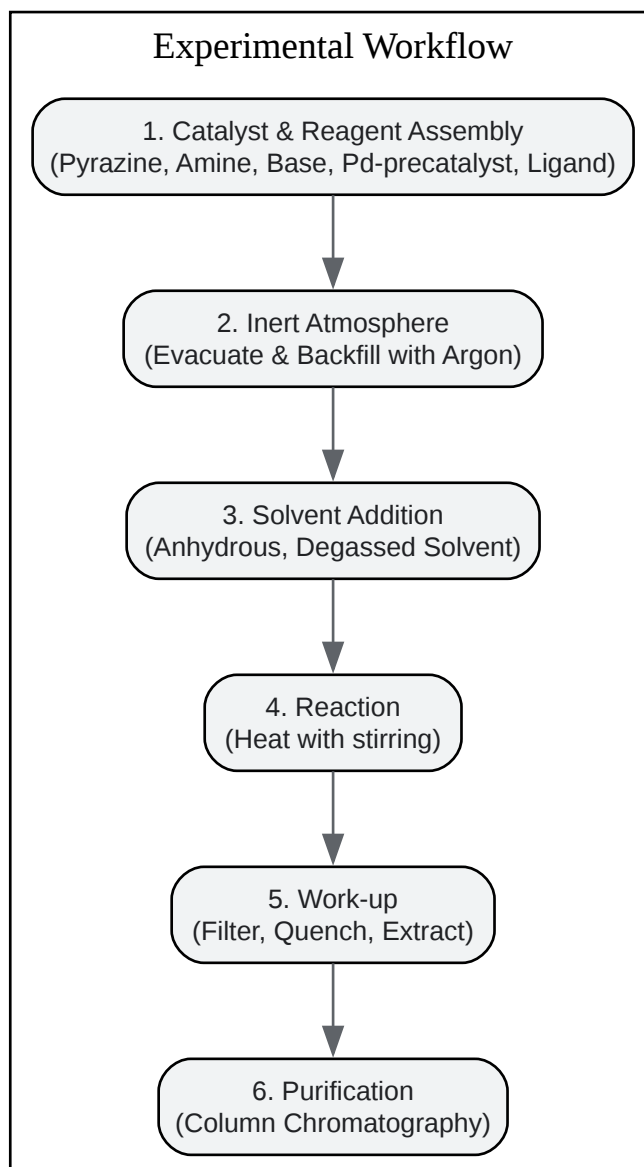 Experimental Workflow
1. Catalyst & Reagent Assembly
(Pyrazine, Amine, Base, Pd-precatalyst, Ligand)
2. Inert Atmosphere
(Evacuate & Backfill with Argon)
3. Solvent Addition
(Anhydrous, Degassed Solvent)
4. Reaction
(Heat with stirring)
5. Work-up
(Filter, Quench, Extract)
6. Purification
(Column Chromatography)